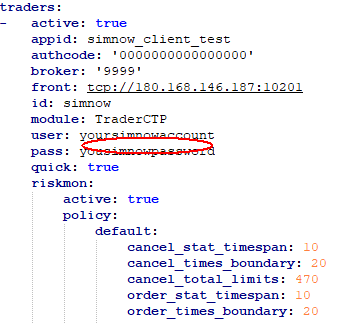 traders:
-   active: true
    appid: simnow_client_test
    authcode: '0000000000000000'
    broker: '9999'
    front: tcp://180.168.146.187:10201
    id: simnow
    module: TraderCTP
    user: yoursimnowaccount
    pass: yousimnowpassword
    quick: true
    riskmon:
        active: true
        policy:
            default:
                cancel_stat_timespan: 10
                cancel_times_boundary: 20
                cancel_total_limits: 470
                order_stat_timespan: 10
                order_times_boundary: 20